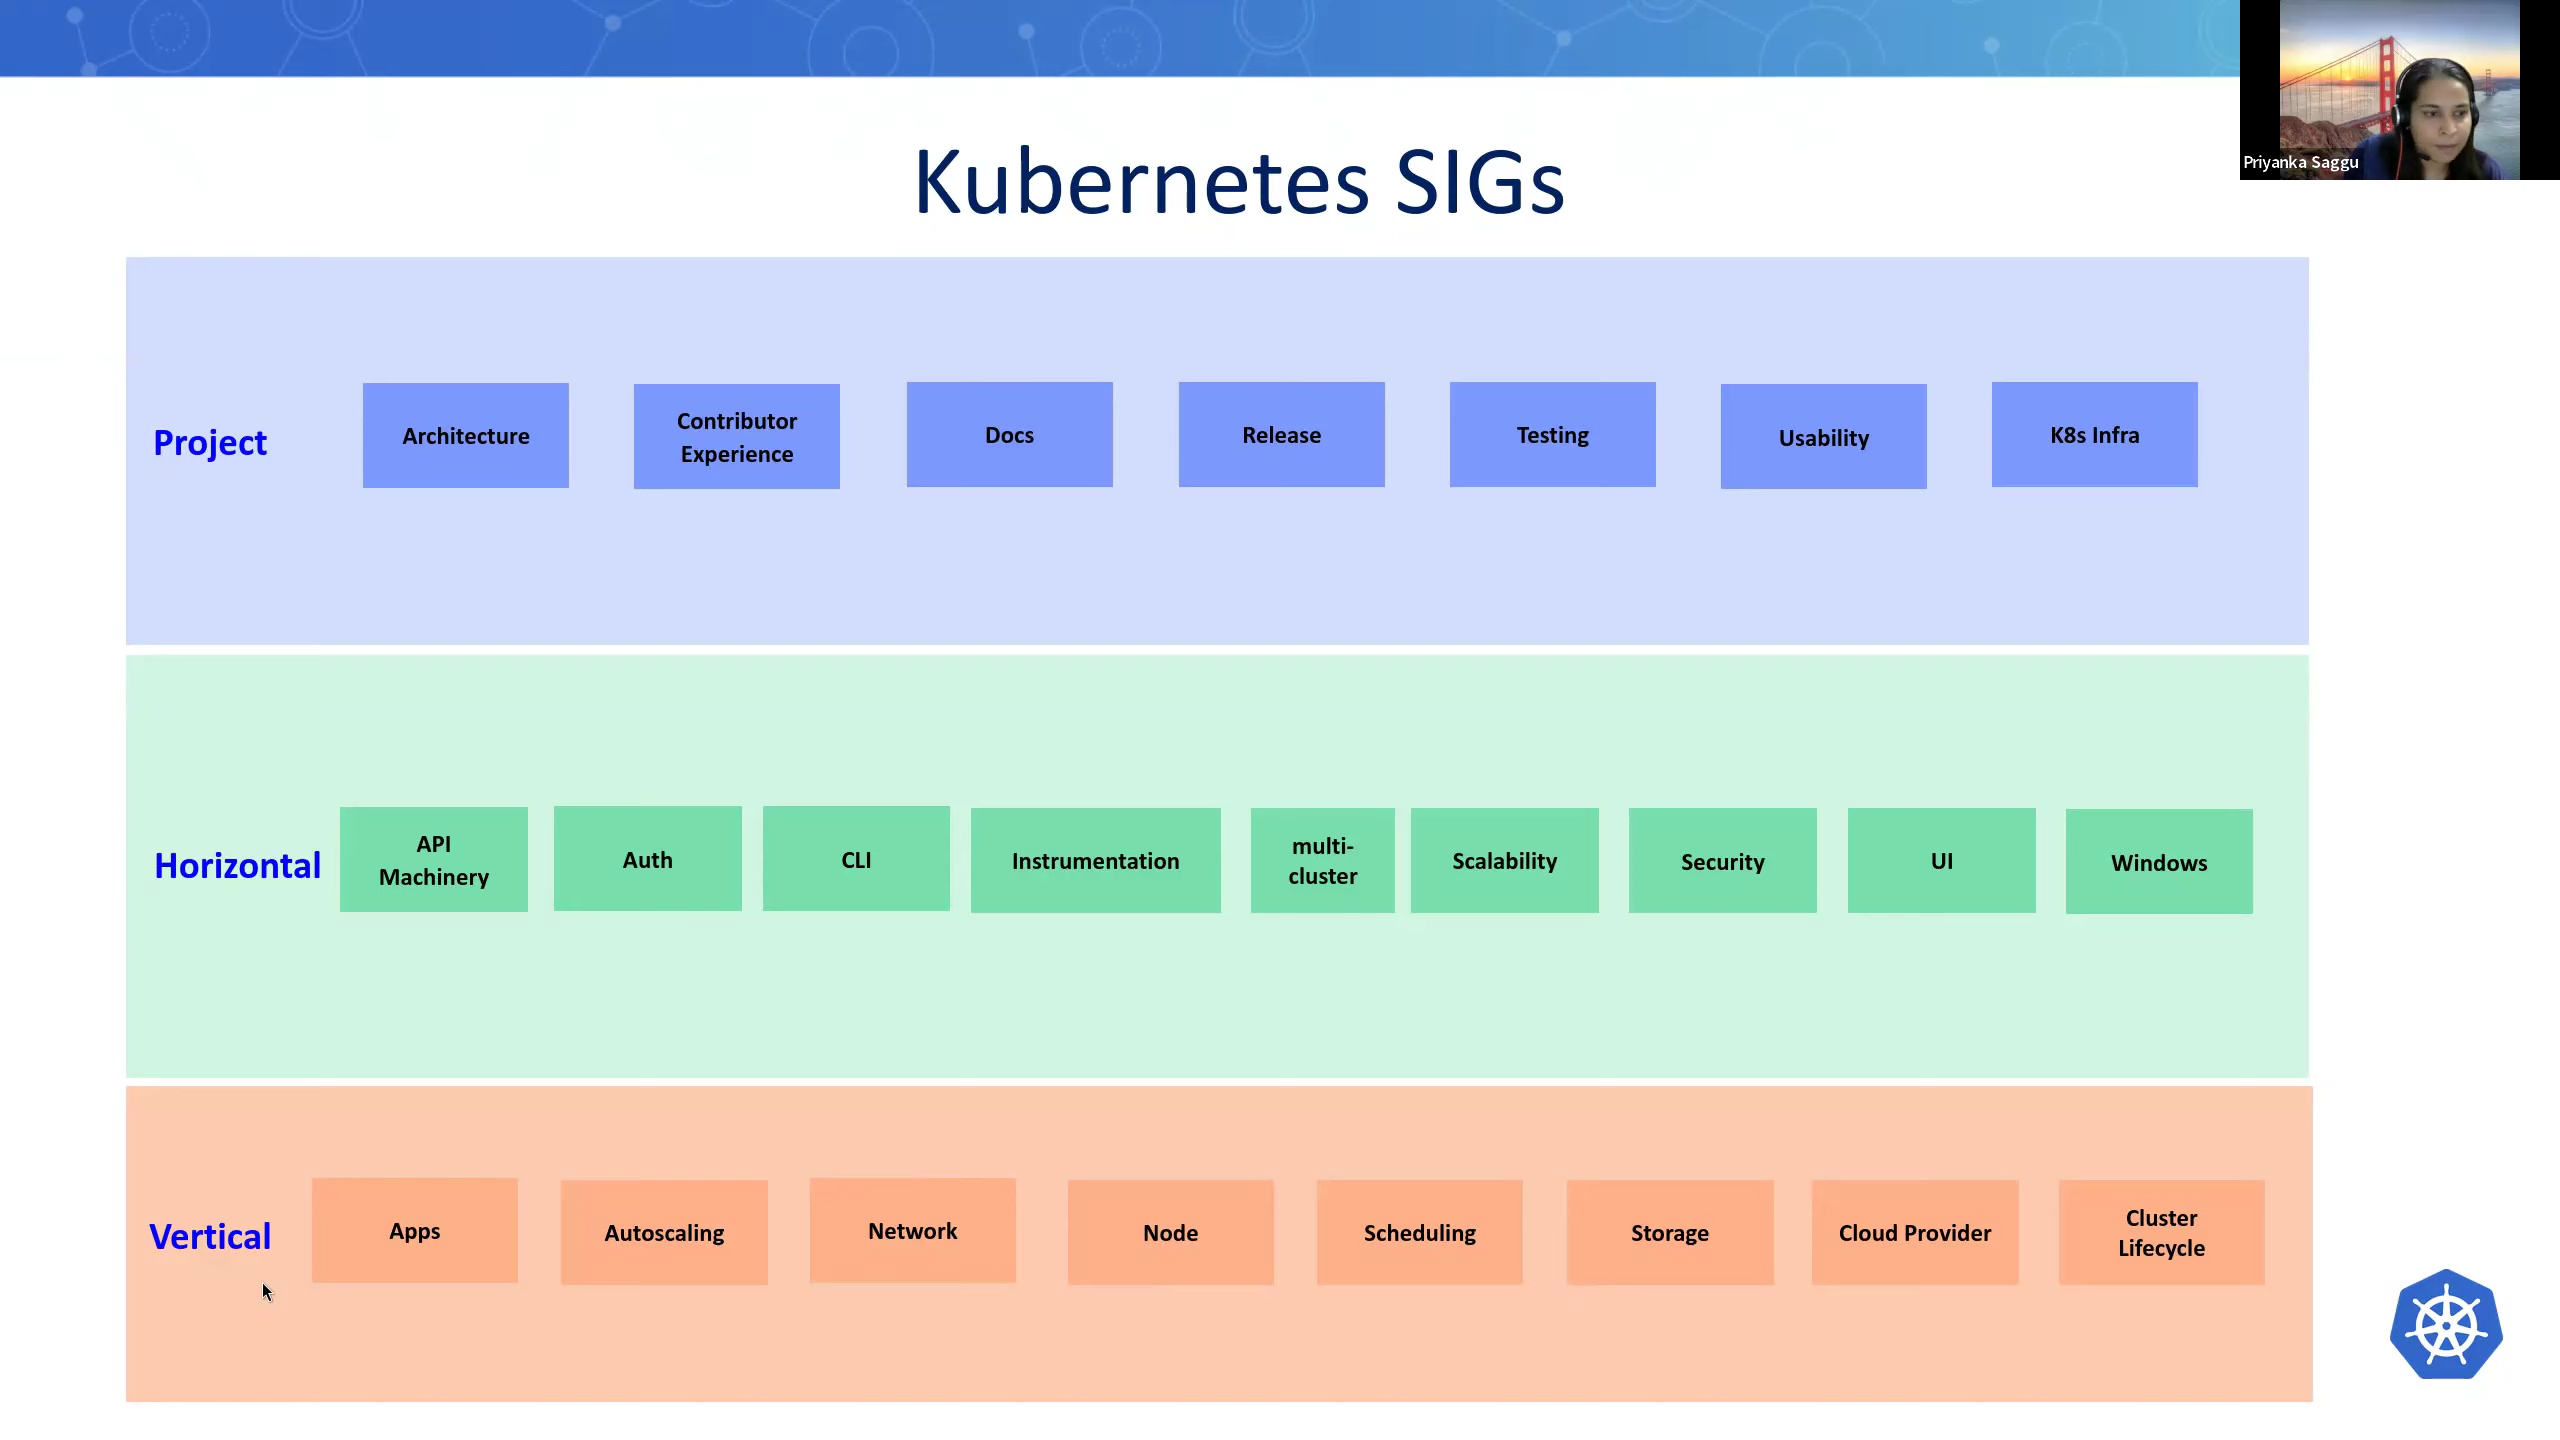 Priyanka Saggu
Kubernetes SIGs
Project
Architecture
Contributor
Experience
Docs
Release
Testing
Usability
K8s Infra
Horizontal
API
Machinery
Auth
CLI
Instrumentation
multi-
cluster
Scalability
Security
UI
Windows
Vertical
Apps
Autoscaling
Network
Node
Scheduling
Storage
Cloud Provider
Cluster
Lifecycle